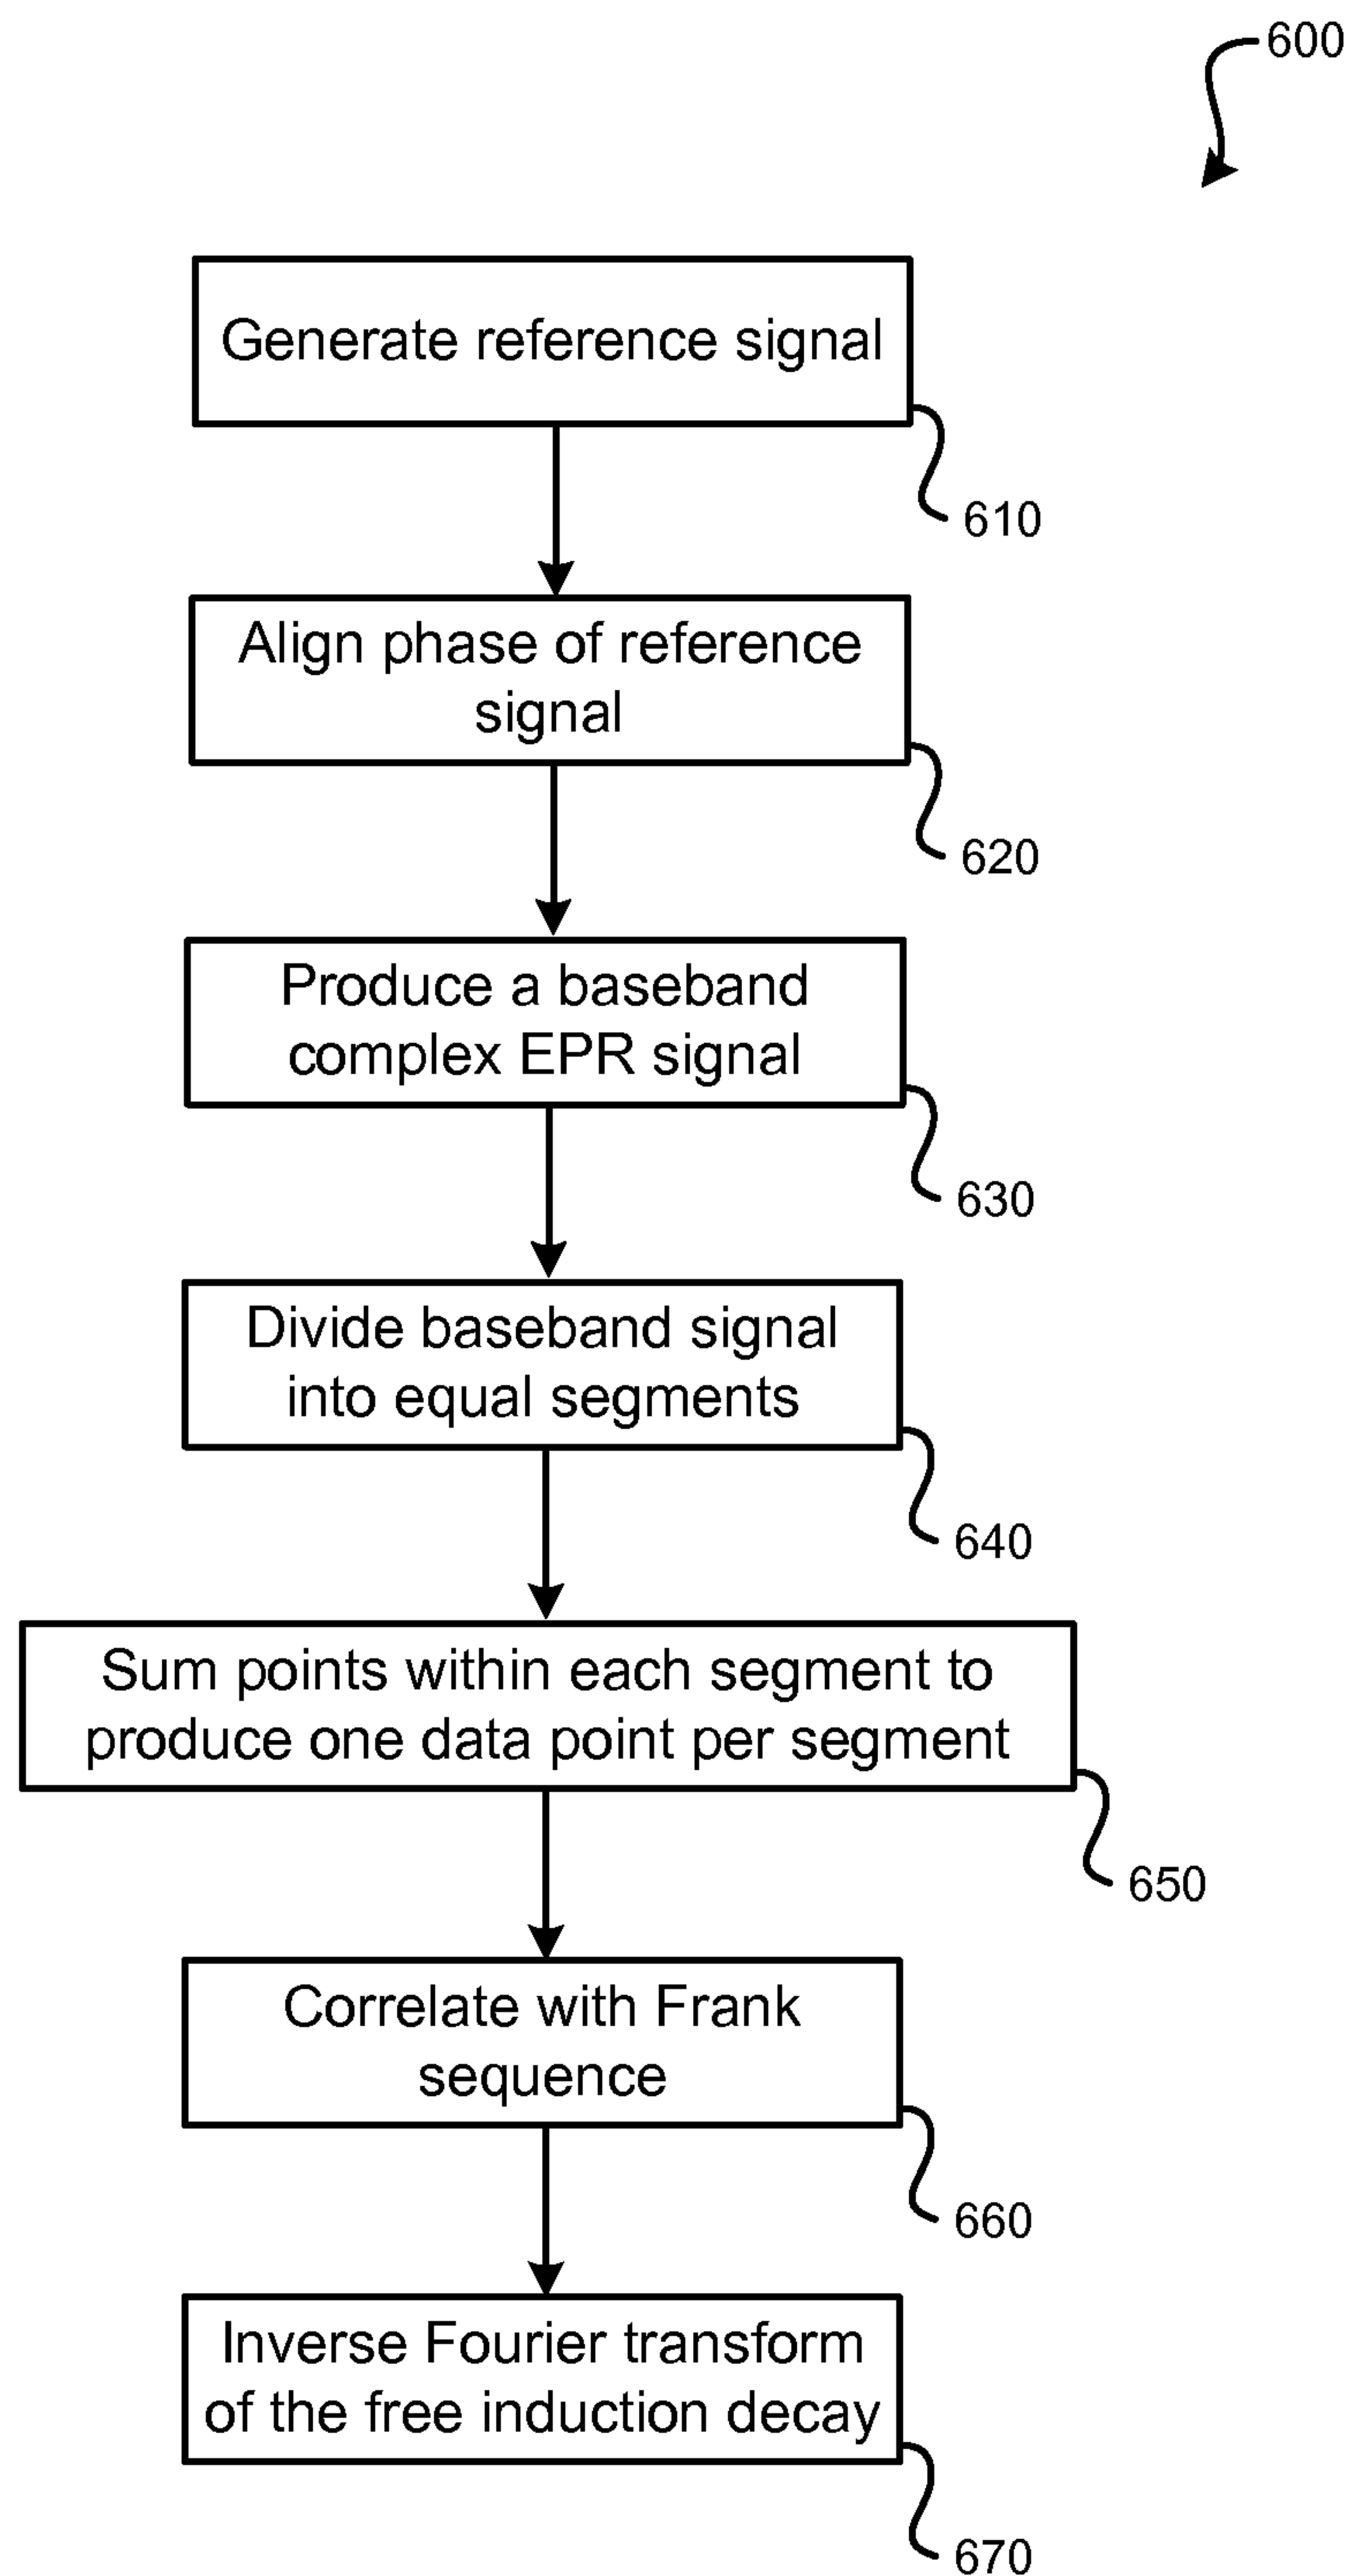 600
Generate reference signal
610
Align phase of reference
signal
620
Produce a baseband
complex EPR signal
630
Divide baseband signal
into equal segments
640
Sum points within each segment to
produce one data point per segment
650
Correlate with Frank
sequence
660
Inverse Fourier transform
of the free induction decay
670